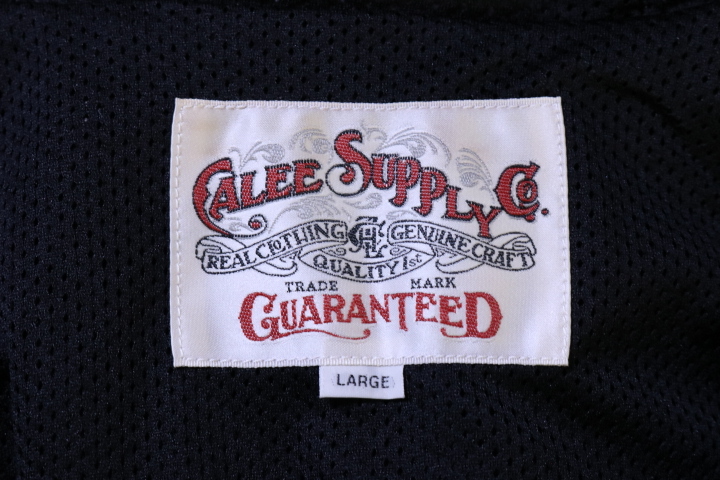 CALEE SUPPLY CO.
REAL CLOTHING GENUINE CRAFT
QUALITY 1st
TRADE MARK
GUARANTEED
LARGE